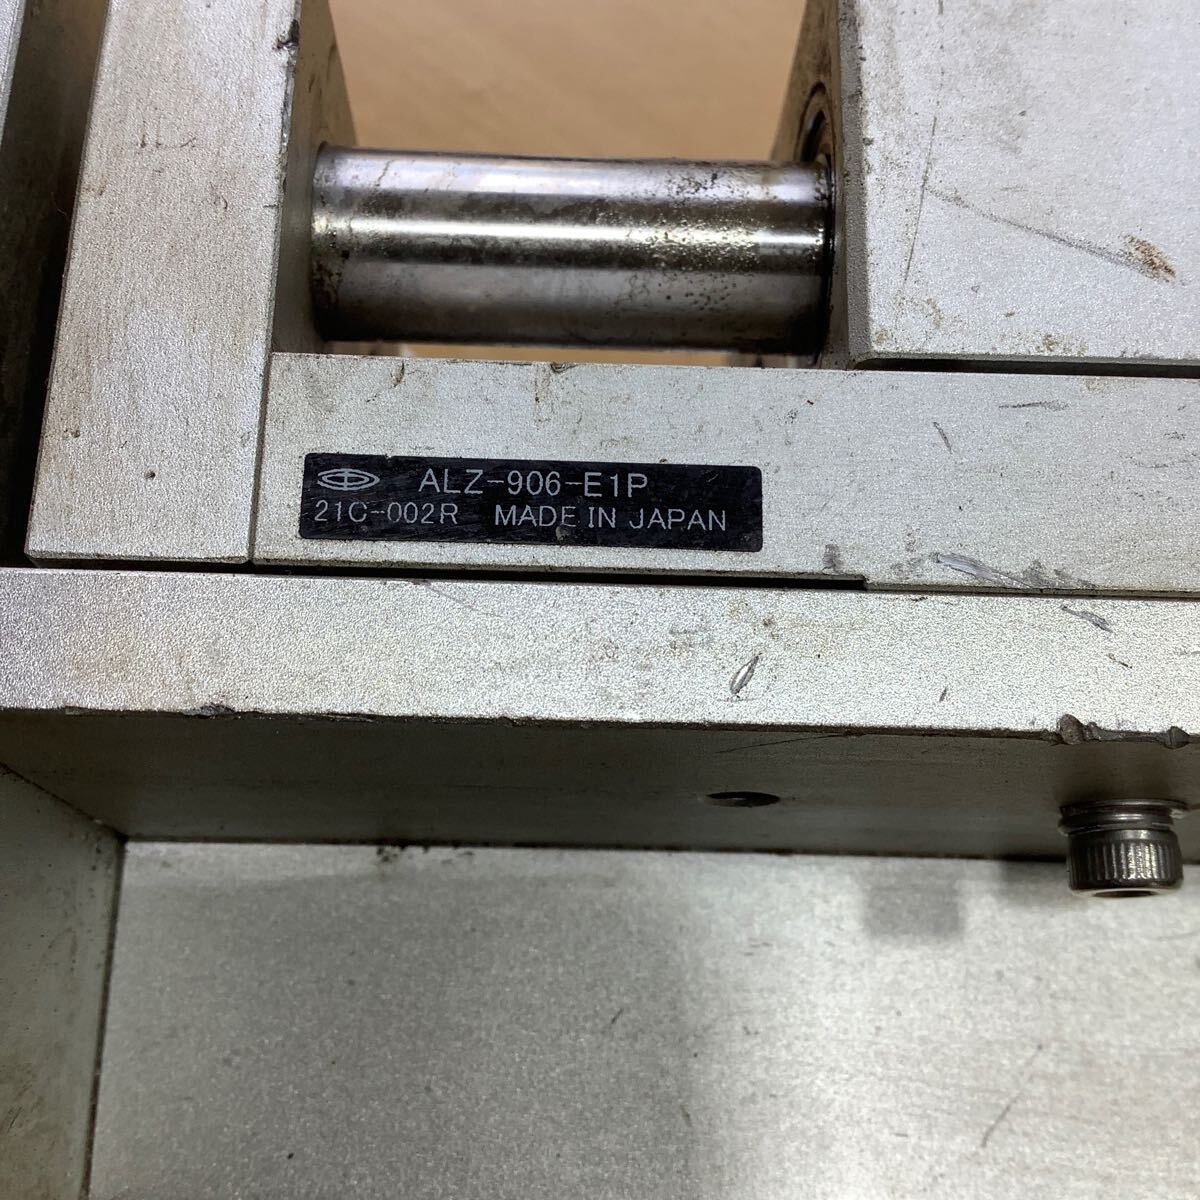 ALZ-906-E1P
21C-002R MADE IN JAPAN